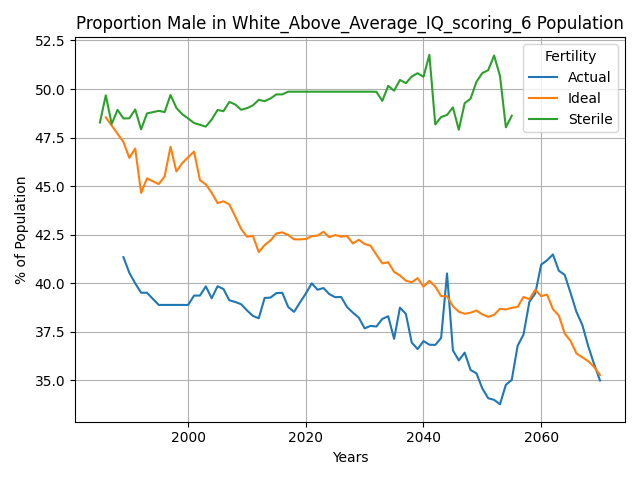 Proportion Male in White_Above_Average_IQ_scoring_6 Population
52.5
50.0
47.5
45.0
42.5
40.0
37.5
35.0
% of Population
Fertility
Actual
Ideal
Sterile
2000
2020
2040
2060
Years